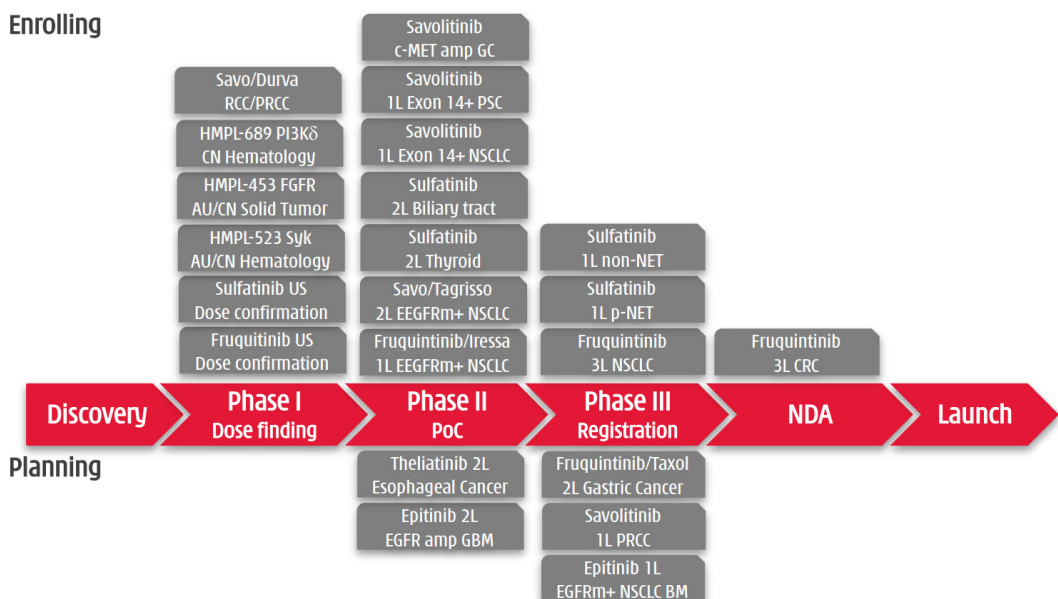 Enrolling
Savolitinib
c-MET amp GC
Savo/Durva
RCC/PRCC
Savolitinib
1L Exon 14+ PSC
HMPL-689 PI3Kδ
CN Hematology
Savolitinib
1L Exon 14+ NSCLC
HMPL-453 FGFR
AU/CN Solid Tumor
Sulfatinib
2L Biliary tract
HMPL-523 Syk
AU/CN Hematology
Sulfatinib
2L Thyroid
Sulfatinib
1L non-NET
Sulfatinib US
Dose confirmation
Savo/Tagrisso
2L EEGFRm+ NSCLC
Sulfatinib
1L p-NET
Fruquitinib US
Dose confirmation
Fruquintinib/Iressa
1L EEGFRm+ NSCLC
Fruquintinib
3L NSCLC
Fruquintinib
3L CRC
Discovery
Phase I
Dose finding
Phase II
PoC
Phase III
Registration
NDA
Launch
Planning
Theliatinib 2L
Esophageal Cancer
Fruquintinib/Taxol
2L Gastric Cancer
Epitinib 2L
EGFR amp GBM
Savolitinib
1L PRCC
Epitinib 1L
EGFRm+ NSCLC BM